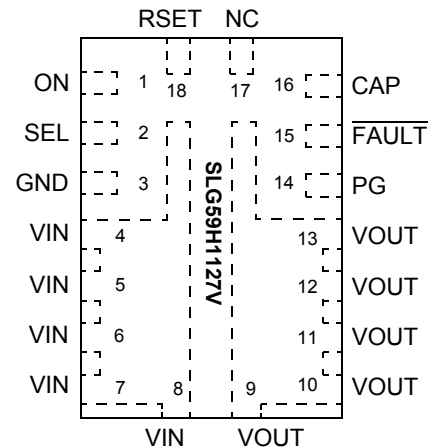 RSET NC
ON 1 18 17 16 CAP
SEL 2 15 FAULT
GND 3 14 PG
SLG59H1127V
VIN 4 13 VOUT
VIN 5 12 VOUT
VIN 6 11 VOUT
VIN 7 8 9 10 VOUT
VIN VOUT